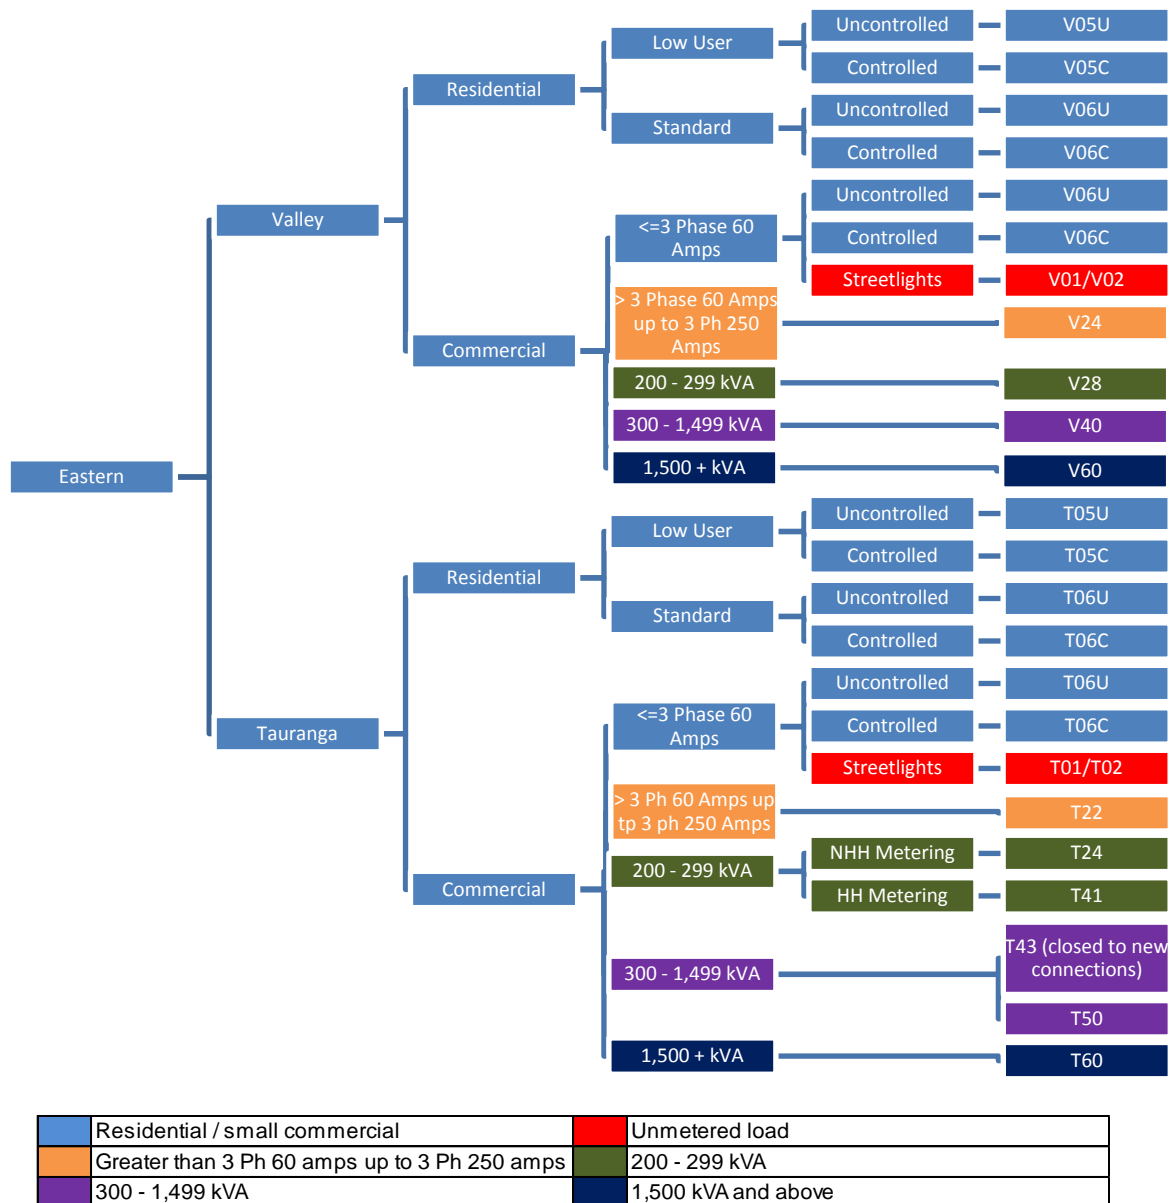 Eastern
Valley
Residential
Low User
Uncontrolled
V05U
Controlled
V05C
Standard
Uncontrolled
V06U
Controlled
V06C
Commercial
<=3 Phase 60
Amps
Uncontrolled
V06U
Controlled
V06C
Streetlights
V01/V02
> 3 Phase 60 Amps
up to 3 Ph 250
Amps
V24
200 - 299 kVA
V28
300 - 1,499 kVA
V40
1,500 + kVA
V60
Tauranga
Residential
Low User
Uncontrolled
T05U
Controlled
T05C
Standard
Uncontrolled
T06U
Controlled
T06C
Commercial
<=3 Phase 60
Amps
Uncontrolled
T06U
Controlled
T06C
Streetlights
T01/T02
> 3 Ph 60 Amps up
tp 3 ph 250 Amps
T22
200 - 299 kVA
NHH Metering
T24
HH Metering
T41
300 - 1,499 kVA
T43 (closed to new
connections)
T50
1,500 + kVA
T60
Residential / small commercial
Unmetered load
Greater than 3 Ph 60 amps up to 3 Ph 250 amps
200 - 299 kVA
300 - 1,499 kVA
1,500 kVA and above